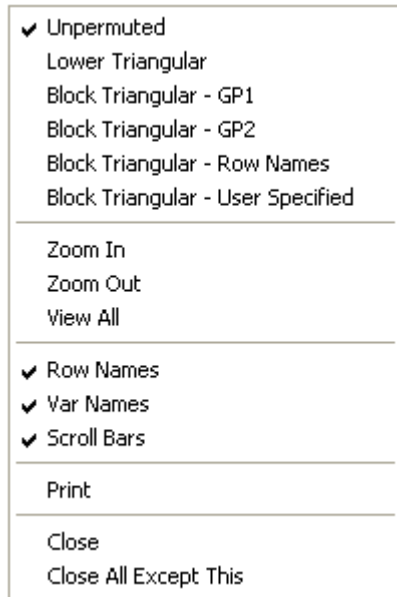 Unpermuted
Lower Triangular
Block Triangular - GP1
Block Triangular - GP2
Block Triangular - Row Names
Block Triangular - User Specified
Zoom In
Zoom Out
View All
Row Names
Var Names
Scroll Bars
Print
Close
Close All Except This